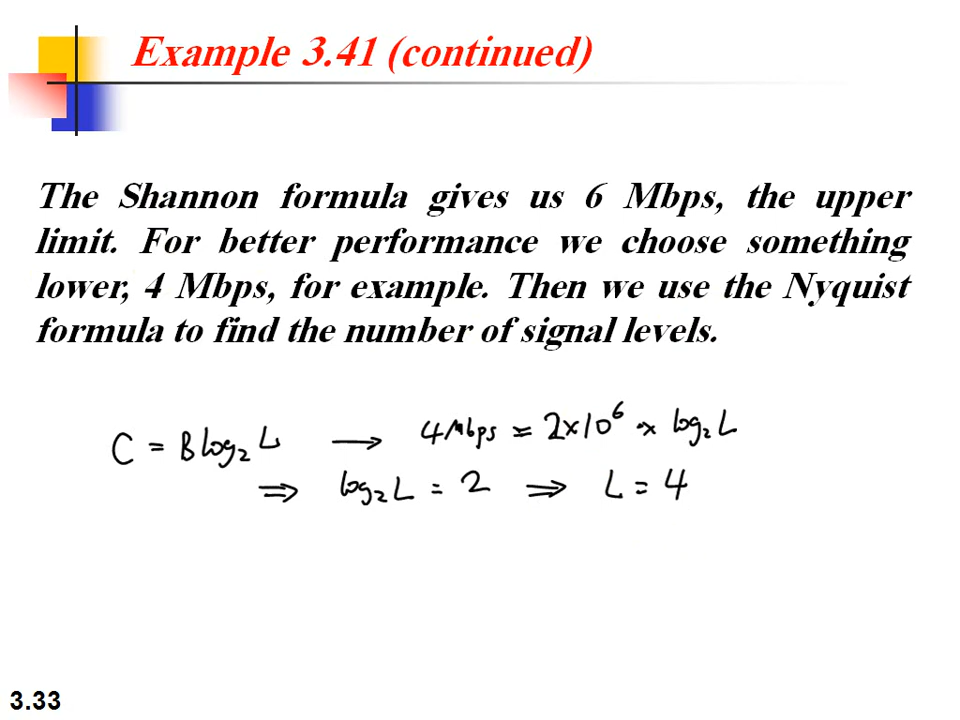 Example 3.41 (continued)
The Shannon formula gives us 6 Mbps, the upper
limit. For better performance we choose something
lower, 4 Mbps, for example. Then we use the Nyquist
formula to find the number of signal levels.
C = B log₂ L → 4Mbps = 2×10⁶ × log₂ L
⇒ log₂ L = 2 ⇒ L = 4
3.33